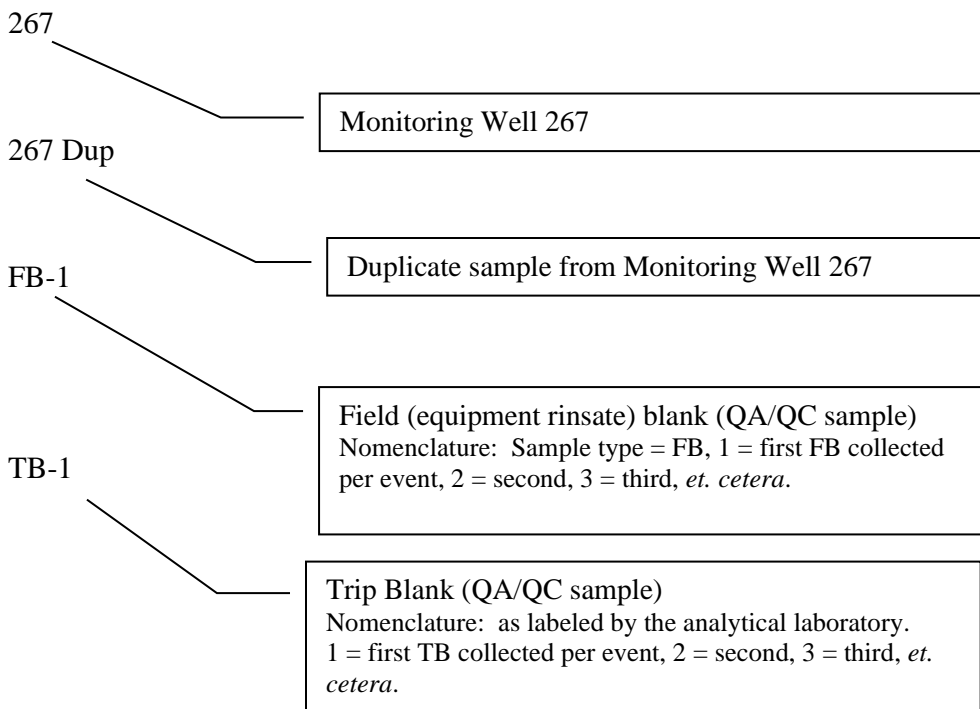 267
Monitoring Well 267
267 Dup
Duplicate sample from Monitoring Well 267
FB-1
Field (equipment rinsate) blank (QA/QC sample)
Nomenclature: Sample type = FB, 1 = first FB collected
per event, 2 = second, 3 = third, et. cetera.
TB-1
Trip Blank (QA/QC sample)
Nomenclature: as labeled by the analytical laboratory.
1 = first TB collected per event, 2 = second, 3 = third, et.
cetera.